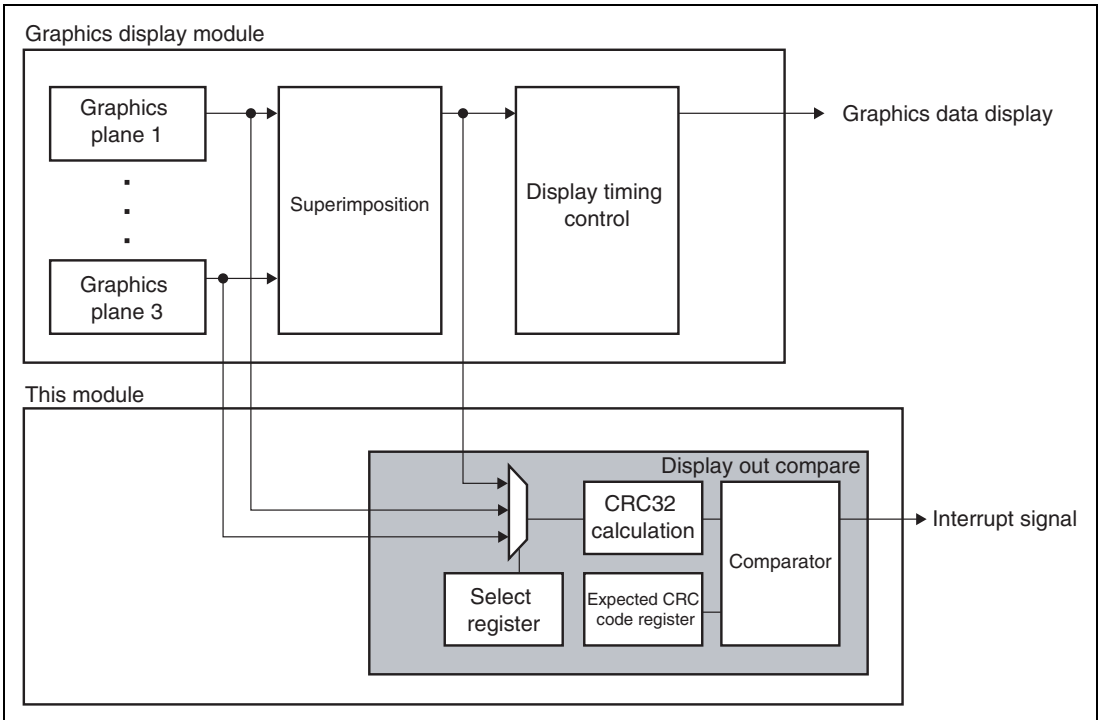 Graphics display module
Graphics
plane 1
Graphics
plane 3
Superimposition
Display timing
control
Graphics data display
This module
Display out compare
CRC32
calculation
Comparator
Interrupt signal
Select
register
Expected CRC
code register